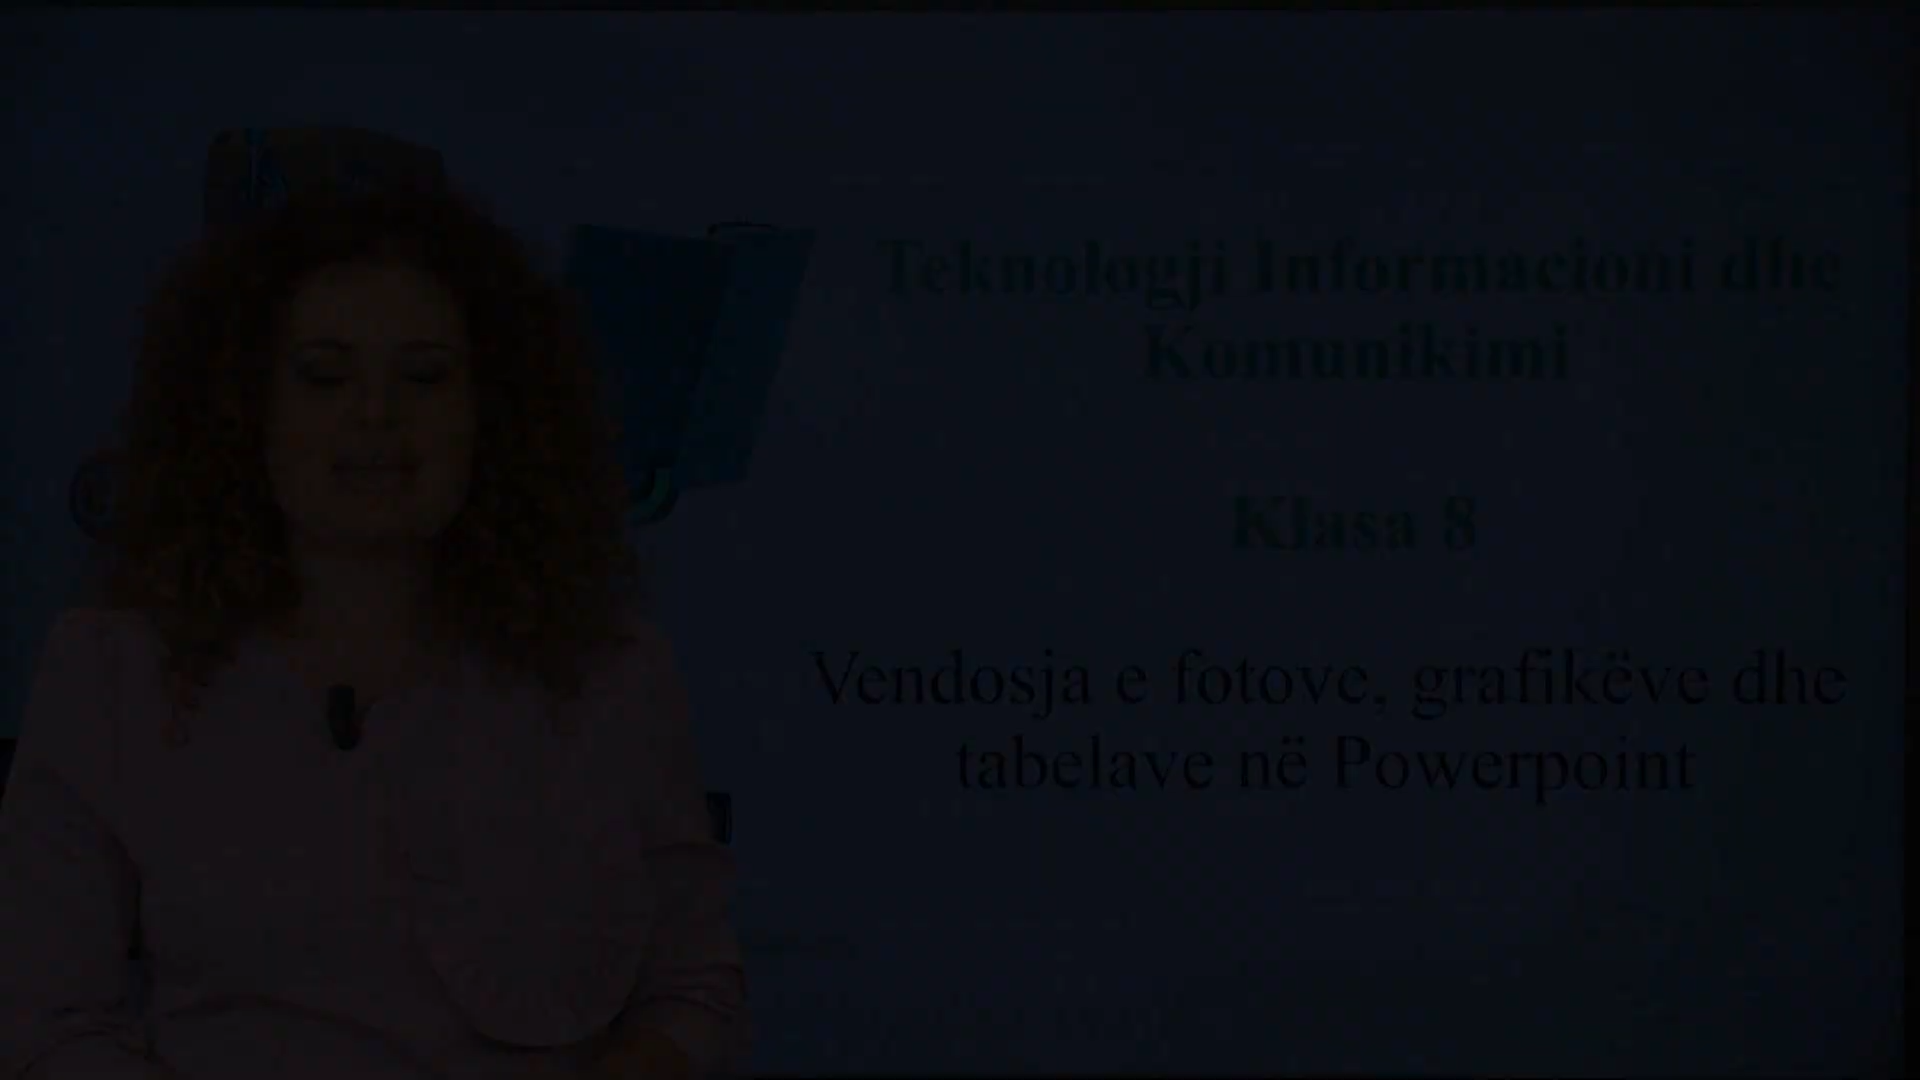 Teknologji Informacioni dhe
Komunikimi
Klasa 8
Vendosja e fotove, grafikëve dhe
tabelave në Powerpoint